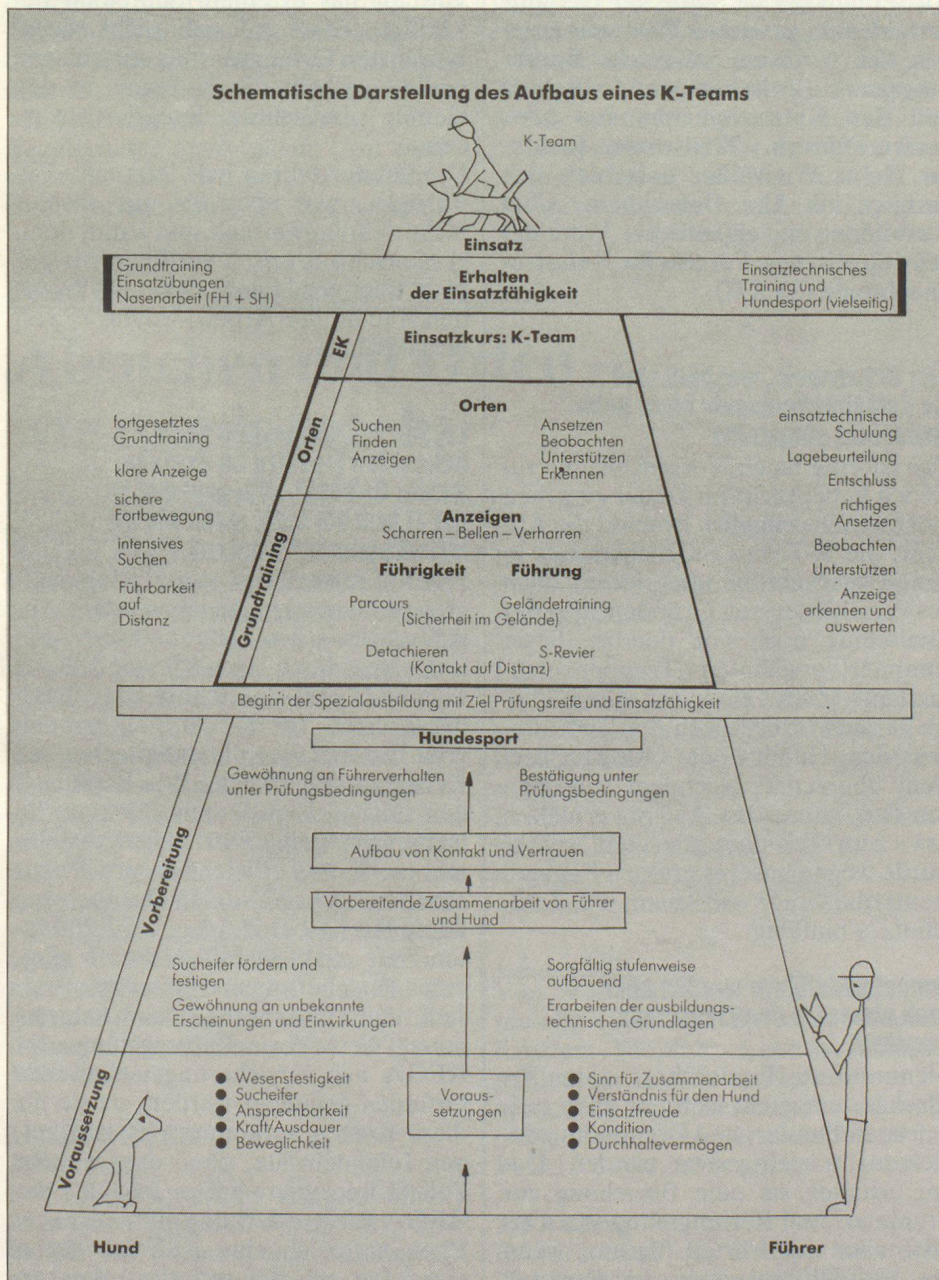 Schematische Darstellung des Aufbaus eines K-Teams
K-Team
Einsatz
Grundtraining
Einsatzübungen
Nasenarbeit (FH + SH)
Erhalten
der Einsatzfähigkeit
Einsatztechnisches
Training und
Hundesport (vielseitig)
EK
Einsatzkurs: K-Team
Orten
Orten
Suchen
Finden
Anzeigen
Ansetzen
Beobachten
Unterstützen
Erkennen
fortgesetztes
Grundtraining
klare Anzeige
sichere
Fortbewegung
intensives
Suchen
Führbarkeit
auf
Distanz
einsatztechnische
Schulung
Lagebeurteilung
Entschluss
richtiges
Ansetzen
Beobachten
Unterstützen
Anzeige
erkennen und
auswerten
Anzeigen
Scharren – Bellen – Verharren
Grundtraining
Führigkeit Führung
Parcours Geländetraining
(Sicherheit im Gelände)
Detachieren S-Revier
(Kontakt auf Distanz)
Beginn der Spezialausbildung mit Ziel Prüfungsreife und Einsatzfähigkeit
Hundesport
Gewöhnung an Führerverhalten
unter Prüfungsbedingungen
Bestätigung unter
Prüfungsbedingungen
Vorbereitung
Aufbau von Kontakt und Vertrauen
Vorbereitende Zusammenarbeit von Führer
und Hund
Sucheifer fördern und
festigen
Gewöhnung an unbekannte
Erscheinungen und Einwirkungen
Sorgfältig stufenweise
aufbauend
Erarbeiten der ausbildungs-
technischen Grundlagen
Voraussetzung
● Wesensfestigkeit
● Sucheifer
● Ansprechbarkeit
● Kraft/Ausdauer
● Beweglichkeit
Voraus-
setzungen
● Sinn für Zusammenarbeit
● Verständnis für den Hund
● Einsatzfreude
● Kondition
● Durchhaltevermögen
Hund
Führer